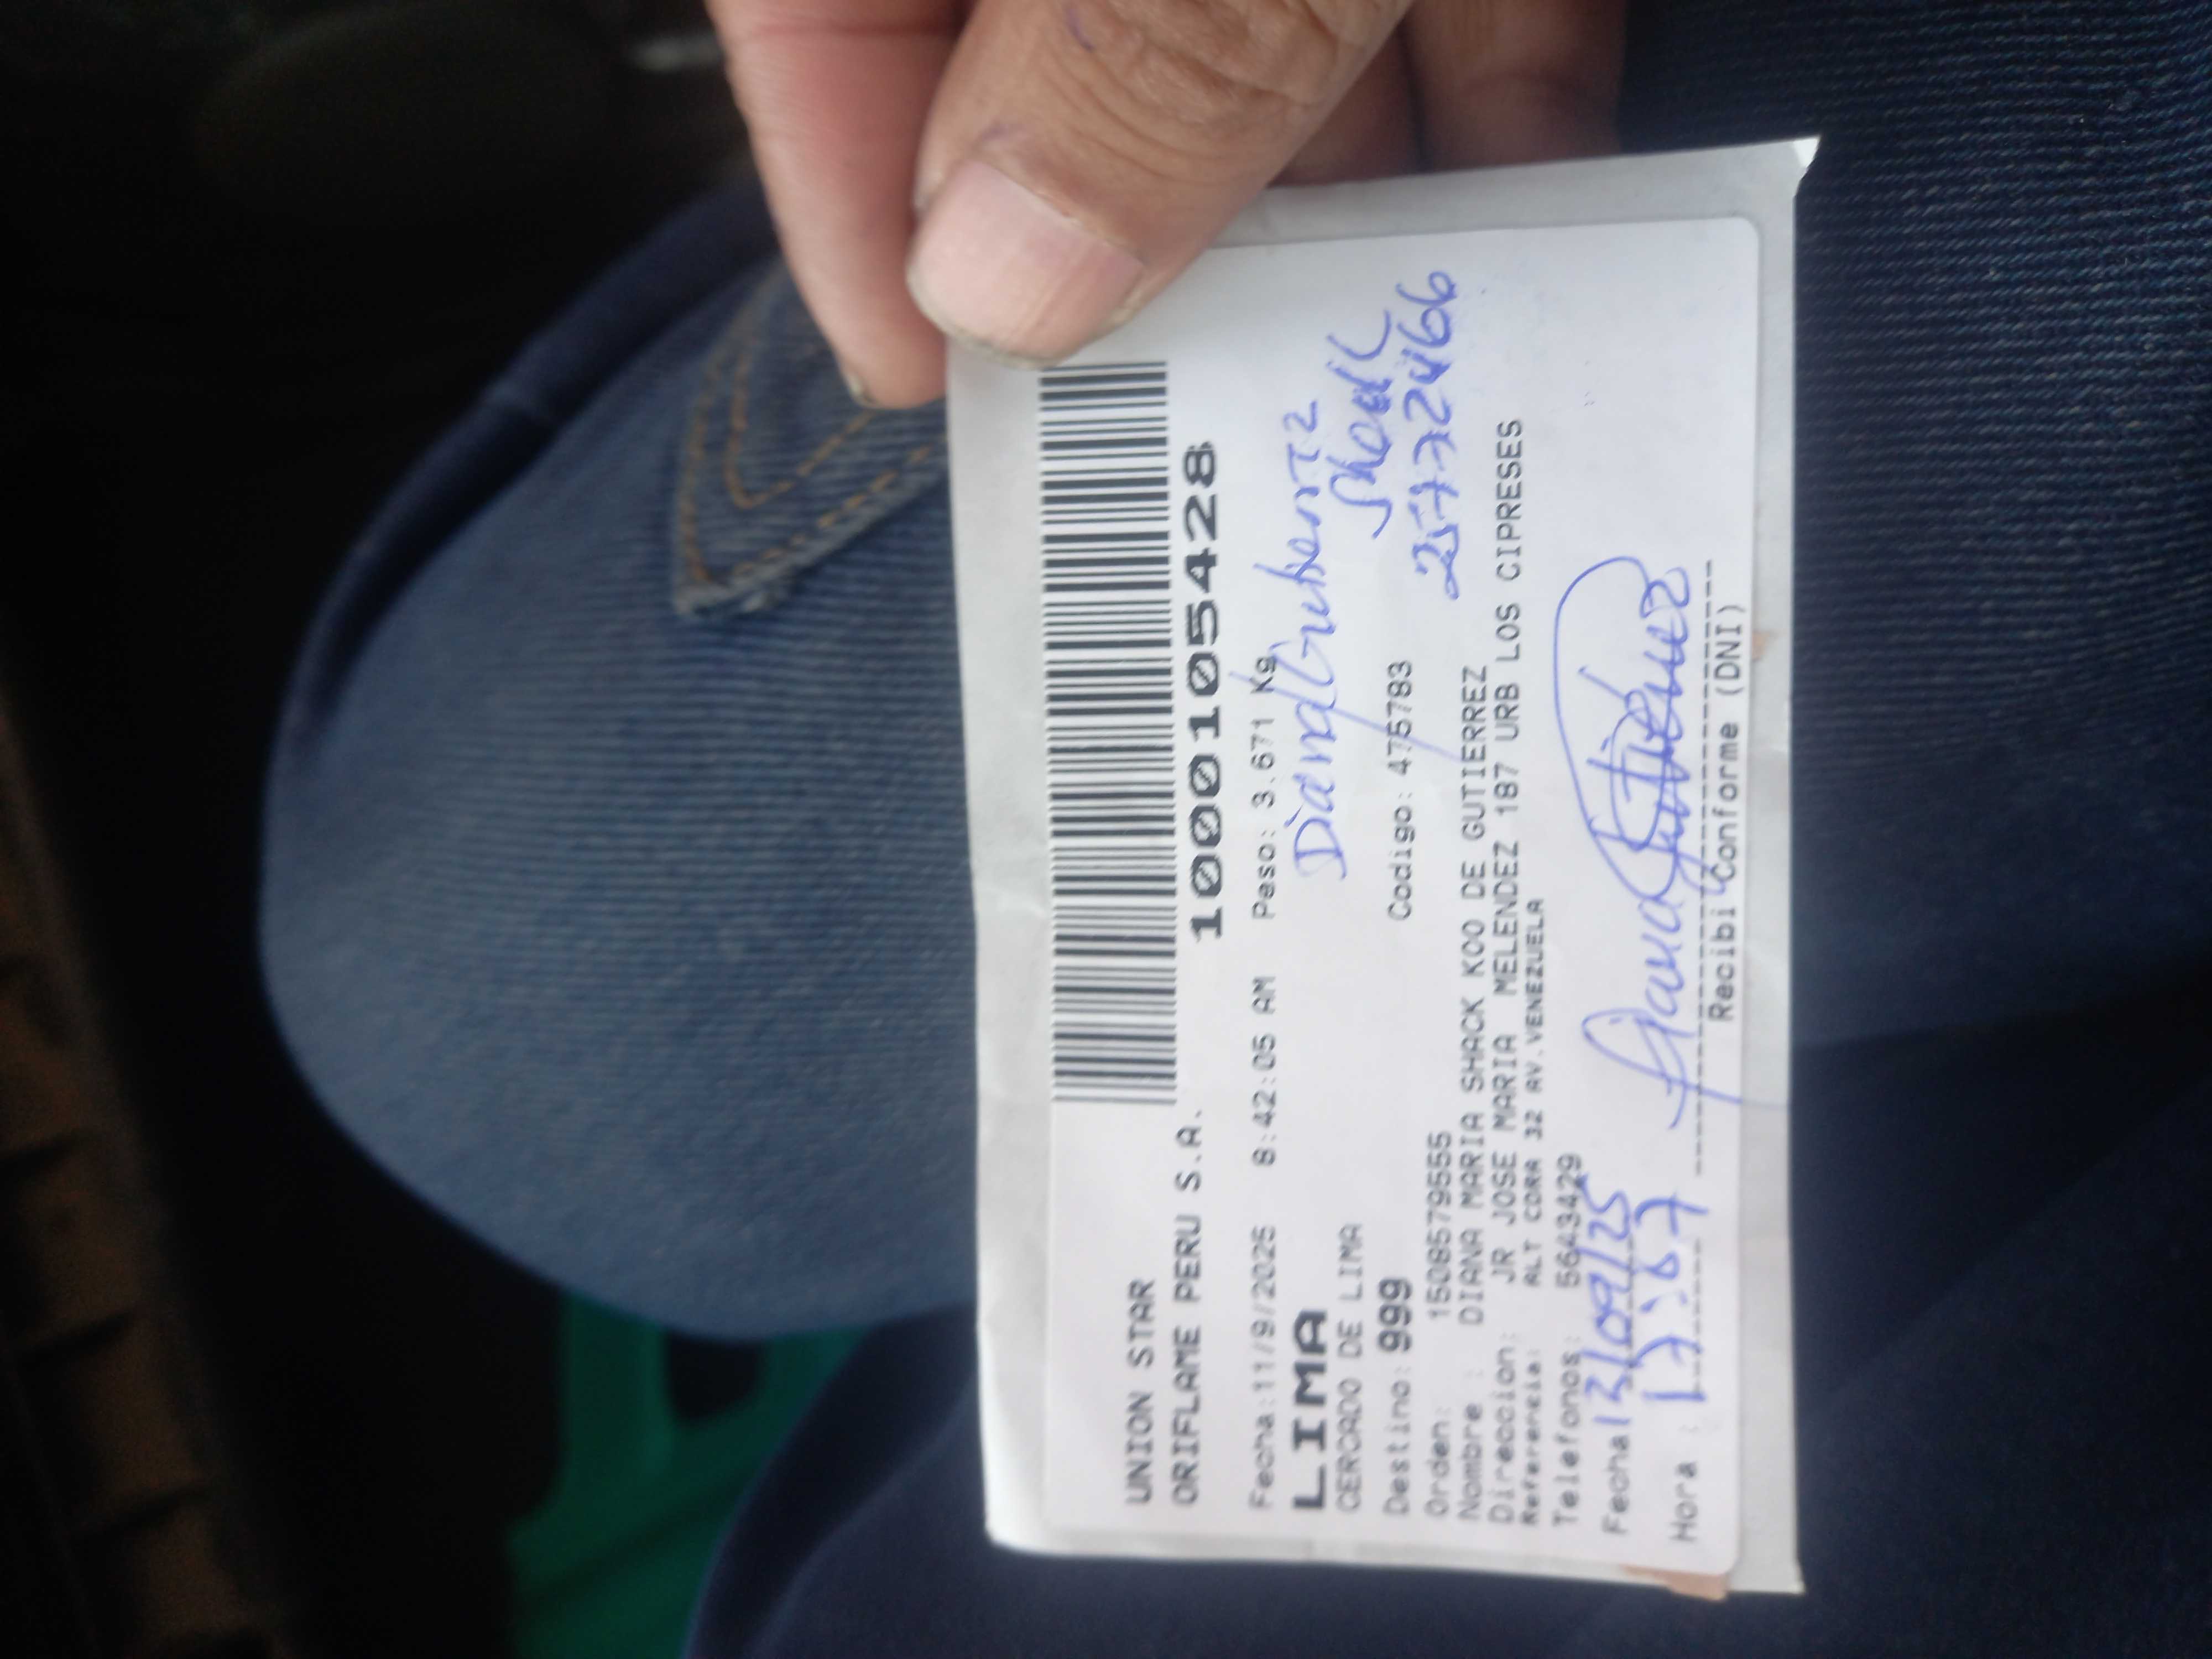 UNION STAR
ORIFLAME PERU S.A.
1000105428
Fecha:11/9/2025 8:42:05 AM Peso: 3.671 Kg
LIMA
CERCADO DE LIMA
Diana Shack
Destino: 999 Codigo: 475783
25772466
Orden: 1508579555
Nombre : DIANA MARIA SHACK KOO DE GUTIERREZ
Direccion: JR JOSE MARIA MELENDEZ 187 URB LOS CIPRESES
Referencia: ALT CDRA 32 AV.VENEZUELA
Telefonos: 5643429
Fecha 13/09/25
Hora : 17:07
Recibi Conforme (DNI)